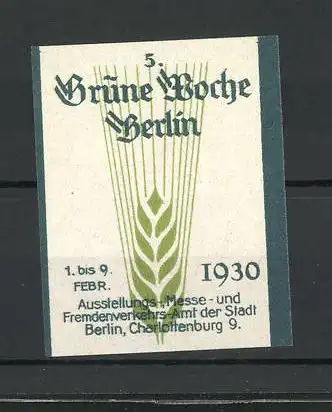 5.
Grüne Woche
Berlin
1. bis 9.
FEBR.
1930
Ausstellungs-, Messe- und
Fremdenverkehrs-Amt der Stadt
Berlin, Charlottenburg 9.